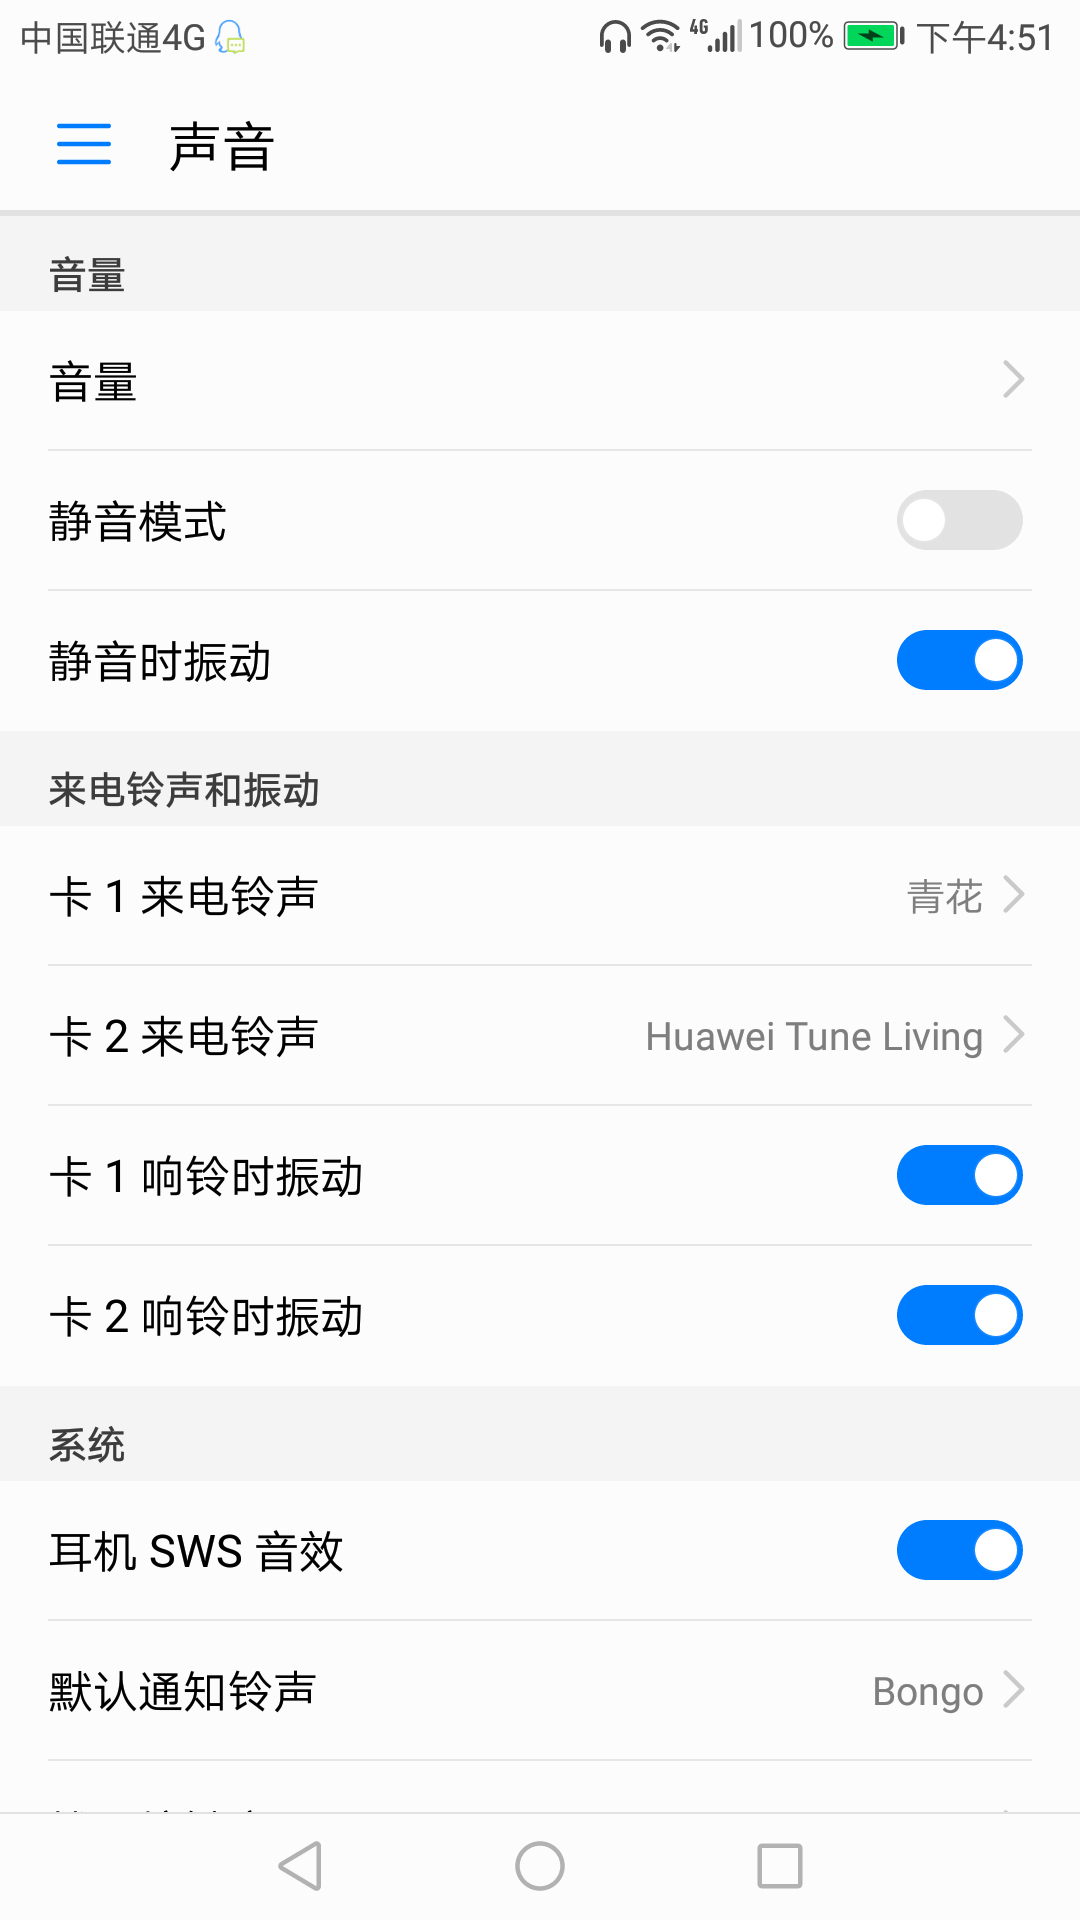 中国联通4G 4G 100% 下午4:51
声音
音量
音量
静音模式
静音时振动
来电铃声和振动
卡 1 来电铃声 青花
卡 2 来电铃声 Huawei Tune Living
卡 1 响铃时振动
卡 2 响铃时振动
系统
耳机 SWS 音效
默认通知铃声 Bongo